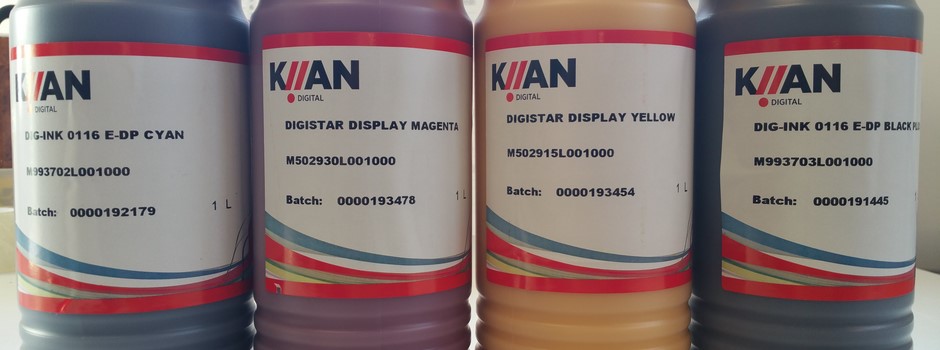 KIIAN
DIGITAL
DIG-INK 0116 E-DP CYAN
M993702L001000
1 L
Batch: 0000192179
KIIAN
DIGITAL
DIGISTAR DISPLAY MAGENTA
M502930L001000
1 L
Batch: 0000193478
KIIAN
DIGITAL
DIGISTAR DISPLAY YELLOW
M502915L001000
1 L
Batch: 0000193454
KIIAN
DIGITAL
DIG-INK 0116 E-DP BLACK
M993703L001000
Batch: 0000191445